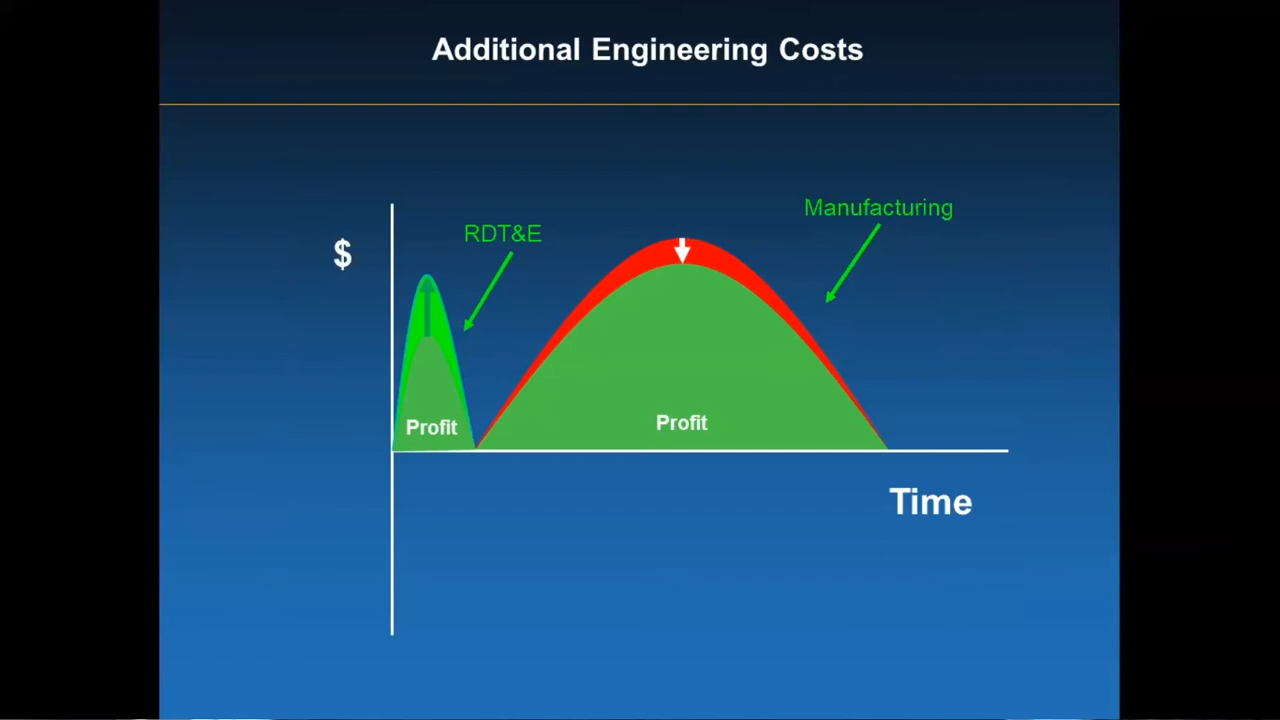 Additional Engineering Costs
Manufacturing
RDT&E
$
Profit
Profit
Time